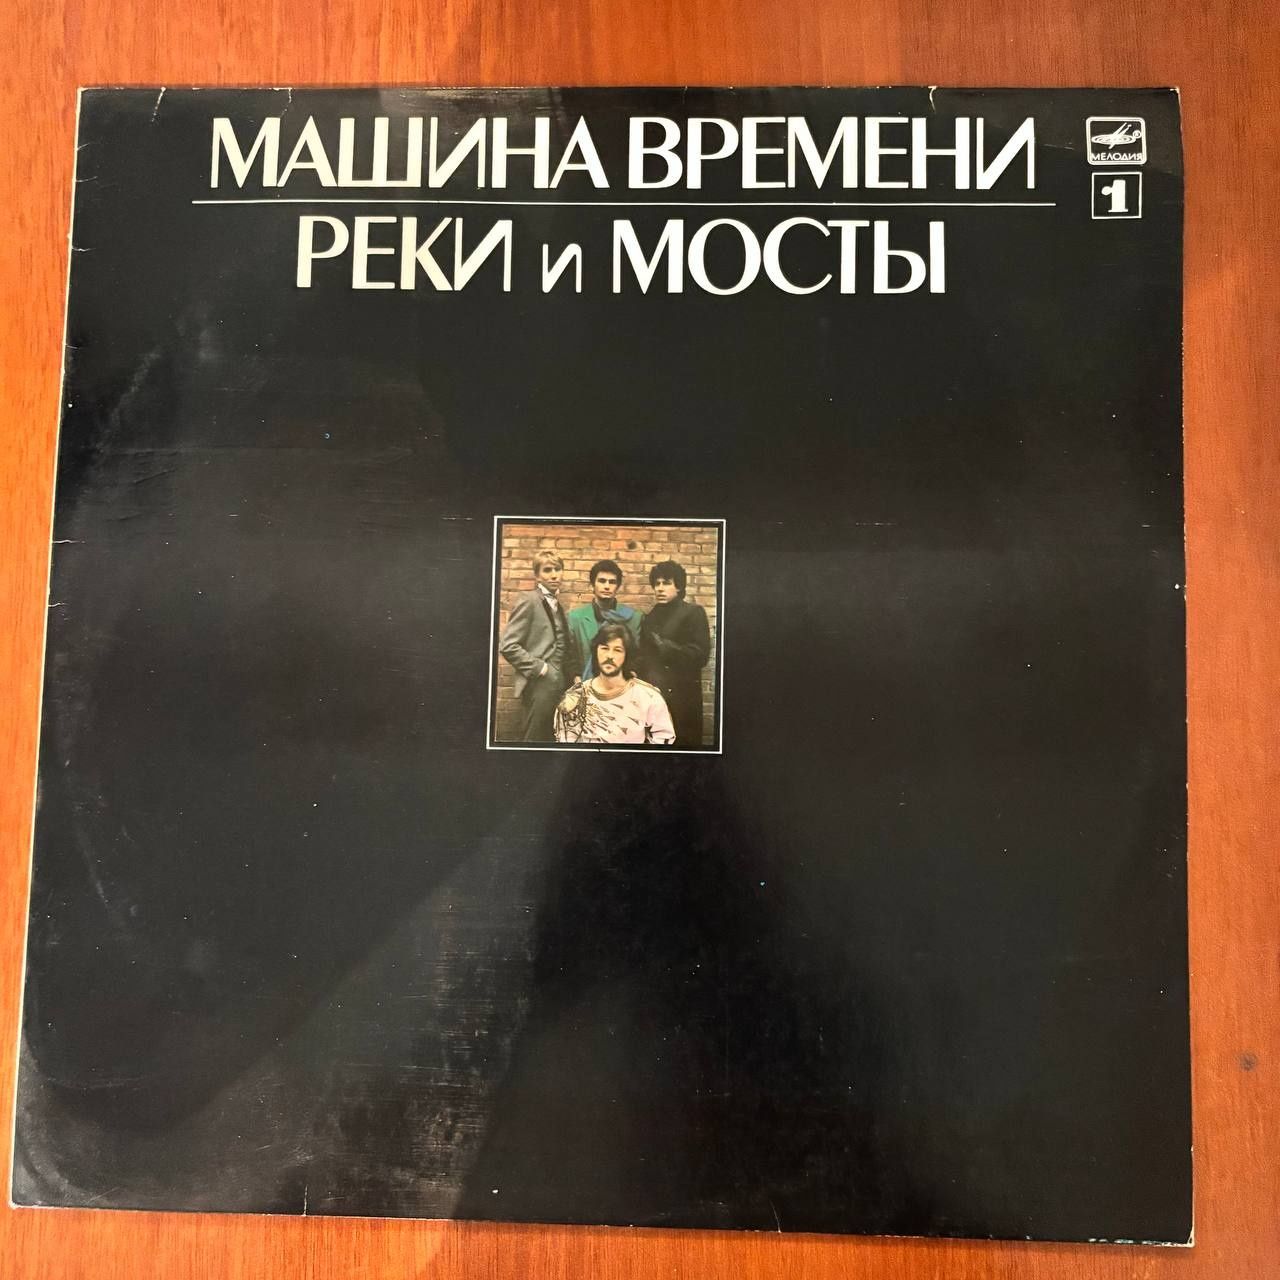 МАШИНА ВРЕМЕНИ
РЕКИ и МОСТЫ
®
МЕЛОДИЯ
1